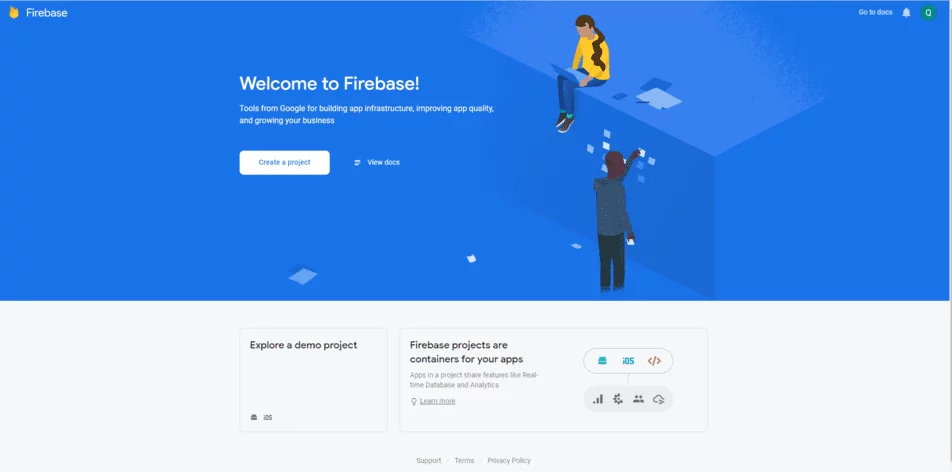 Firebase
Go to docs
Q
Welcome to Firebase!
Tools from Google for building app infrastructure, improving app quality,
and growing your business
Create a project
View docs
Explore a demo project
iOS
Firebase projects are
containers for your apps
Apps in a project share features like Real-
time Database and Analytics
Learn more
iOS </>
Support · Terms · Privacy Policy